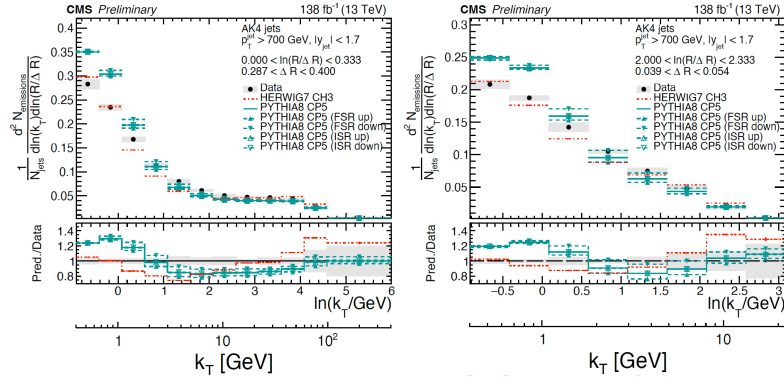 CMS Preliminary 138 fb⁻¹ (13 TeV)
AK4 jets
p_T^jet > 700 GeV, |y_jet| < 1.7
0.000 < ln(R/Δ R) < 0.333
0.287 < Δ R < 0.400
Data
HERWIG7 CH3
PYTHIA8 CP5
PYTHIA8 CP5 (FSR up)
PYTHIA8 CP5 (FSR down)
PYTHIA8 CP5 (ISR up)
PYTHIA8 CP5 (ISR down)
1/N_jets d² N_emissions / dln(k_T)dln(R/Δ R)
0.35
0.3
0.25
0.2
0.15
0.1
0.05
Pred./Data
1.4
1.2
1
0.8
0 1 2 3 4 5 6
ln(k_T/GeV)
1 10 10²
k_T [GeV]
CMS Preliminary 138 fb⁻¹ (13 TeV)
AK4 jets
p_T^jet > 700 GeV, |y_jet| < 1.7
2.000 < ln(R/Δ R) < 2.333
0.039 < Δ R < 0.054
Data
HERWIG7 CH3
PYTHIA8 CP5
PYTHIA8 CP5 (FSR up)
PYTHIA8 CP5 (FSR down)
PYTHIA8 CP5 (ISR up)
PYTHIA8 CP5 (ISR down)
1/N_jets d² N_emissions / dln(k_T)dln(R/Δ R)
0.3
0.25
0.2
0.15
0.1
0.05
Pred./Data
1.4
1.2
1
0.8
−0.5 0 0.5 1 1.5 2 2.5 3
ln(k_T/GeV)
1 10
k_T [GeV]